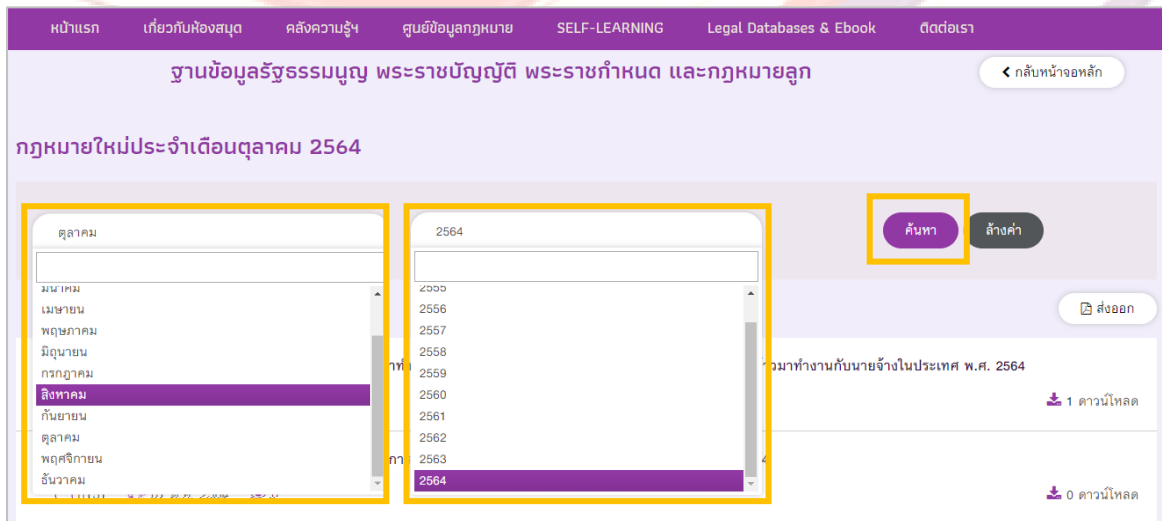 หน้าแรก เกี่ยวกับห้องสมุด คลังความรู้ฯ ศูนย์ข้อมูลกฎหมาย SELF-LEARNING Legal Databases & Ebook ติดต่อเรา
ฐานข้อมูลรัฐธรรมนูญ พระราชบัญญัติ พระราชกำหนด และกฎหมายลูก
กลับหน้าจอหลัก
กฎหมายใหม่ประจำเดือนตุลาคม 2564
ตุลาคม
2564
ค้นหา
ล้างค่า
มีนาคม
เมษายน
พฤษภาคม
มิถุนายน
กรกฎาคม
สิงหาคม
กันยายน
ตุลาคม
พฤศจิกายน
ธันวาคม
2555
2556
2557
2558
2559
2560
2561
2562
2563
2564
ส่งออก
วมาทำงานกับนายจ้างในประเทศ พ.ศ. 2564
1 ดาวน์โหลด
0 ดาวน์โหลด